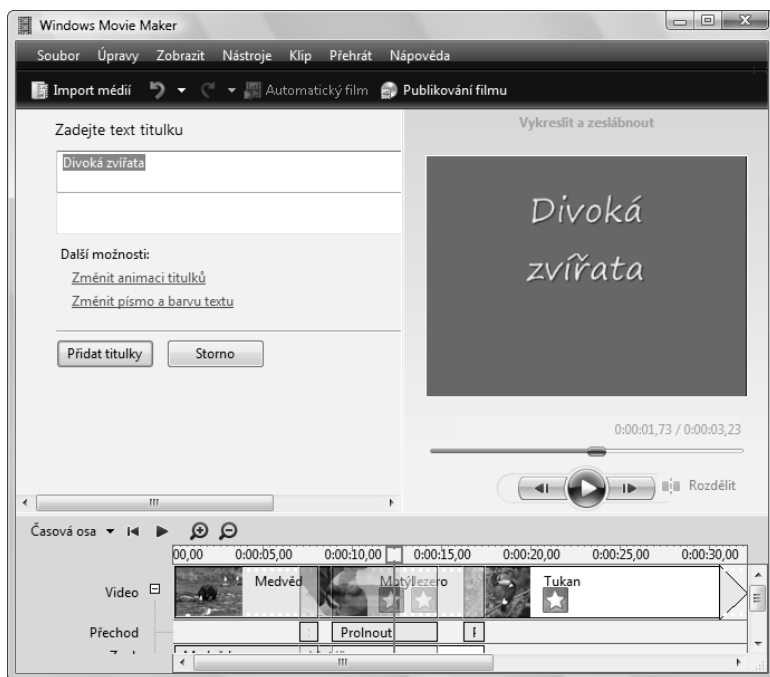 Windows Movie Maker
Soubor Úpravy Zobrazit Nástroje Klip Přehrát Nápověda
Import médií Automatický film Publikování filmu
Zadejte text titulku
Divoká zvířata
Další možnosti:
Změnit animaci titulků
Změnit písmo a barvu textu
Přidat titulky Storno
Vykreslit a zeslábnout
Divoká
zvířata
0:00:01,73 / 0:00:03,23
Rozdělit
Časová osa
00,00 0:00:05,00 0:00:10,00 0:00:15,00 0:00:20,00 0:00:25,00 0:00:30,00
Video Medvěd Motýl Jezero Tukan
Přechod Prolnout